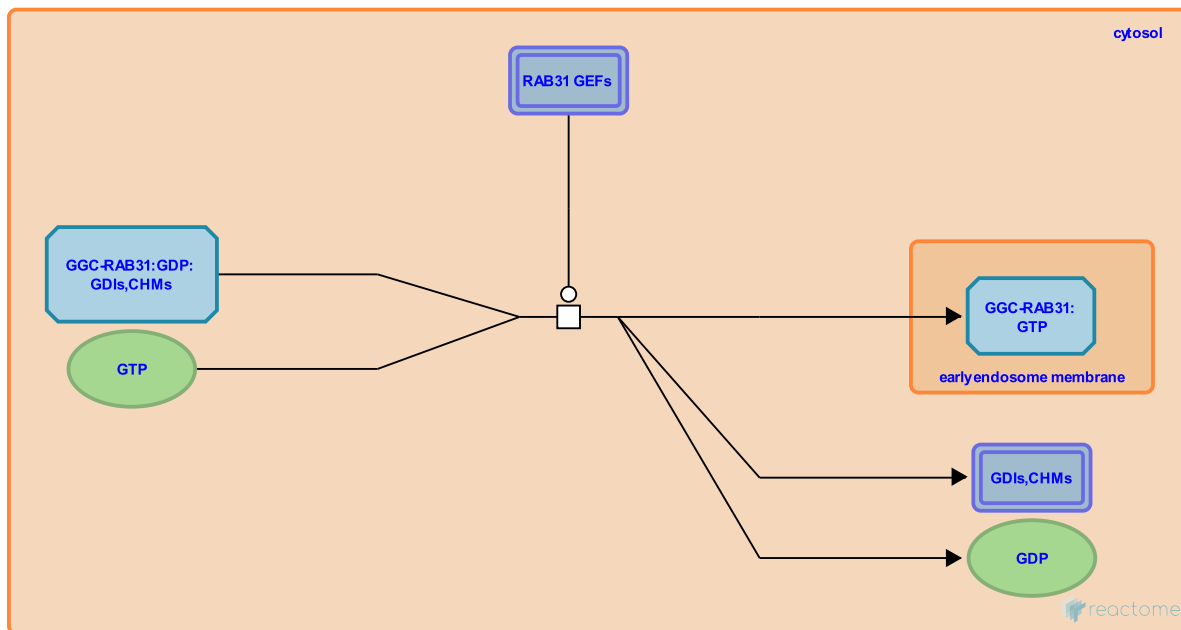 cytosol
RAB31 GEFs
GGC-RAB31:GDP:
GDIs,CHMs
GTP
GGC-RAB31:
GTP
early endosome membrane
GDIs,CHMs
GDP
reactome